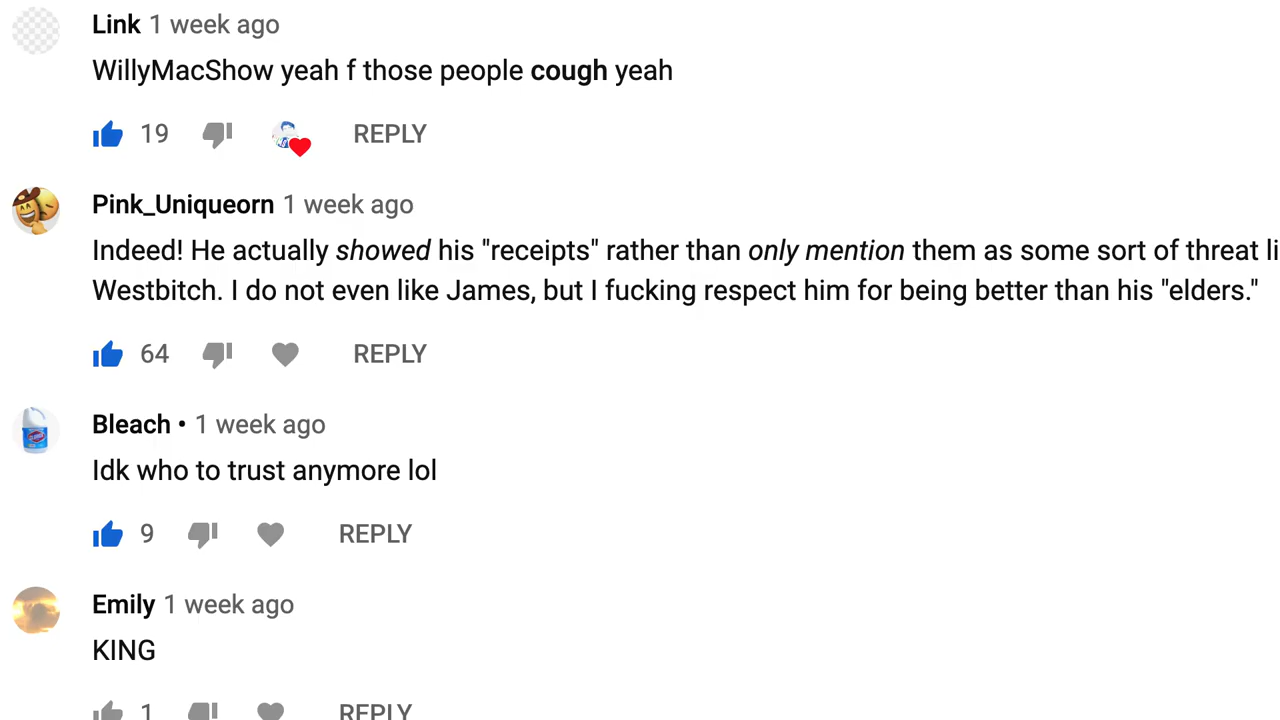 Link 1 week ago
WillyMacShow yeah f those people cough yeah
19 REPLY
Pink_Uniqueorn 1 week ago
Indeed! He actually showed his "receipts" rather than only mention them as some sort of threat li
Westbitch. I do not even like James, but I fucking respect him for being better than his "elders."
64 REPLY
Bleach • 1 week ago
Idk who to trust anymore lol
9 REPLY
Emily 1 week ago
KING
1 REPLY